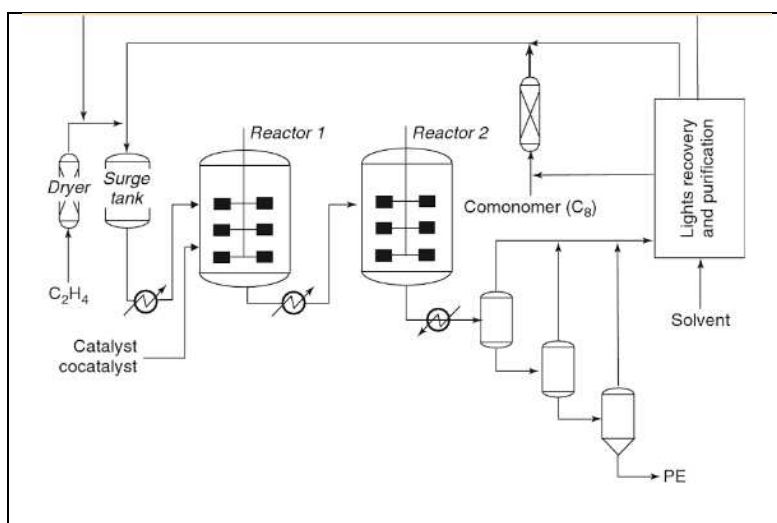 Reactor 1
Reactor 2
Dryer
Surge
tank
Lights recovery
and purification
Comonomer (C₈)
C₂H₄
Solvent
Catalyst
cocatalyst
PE